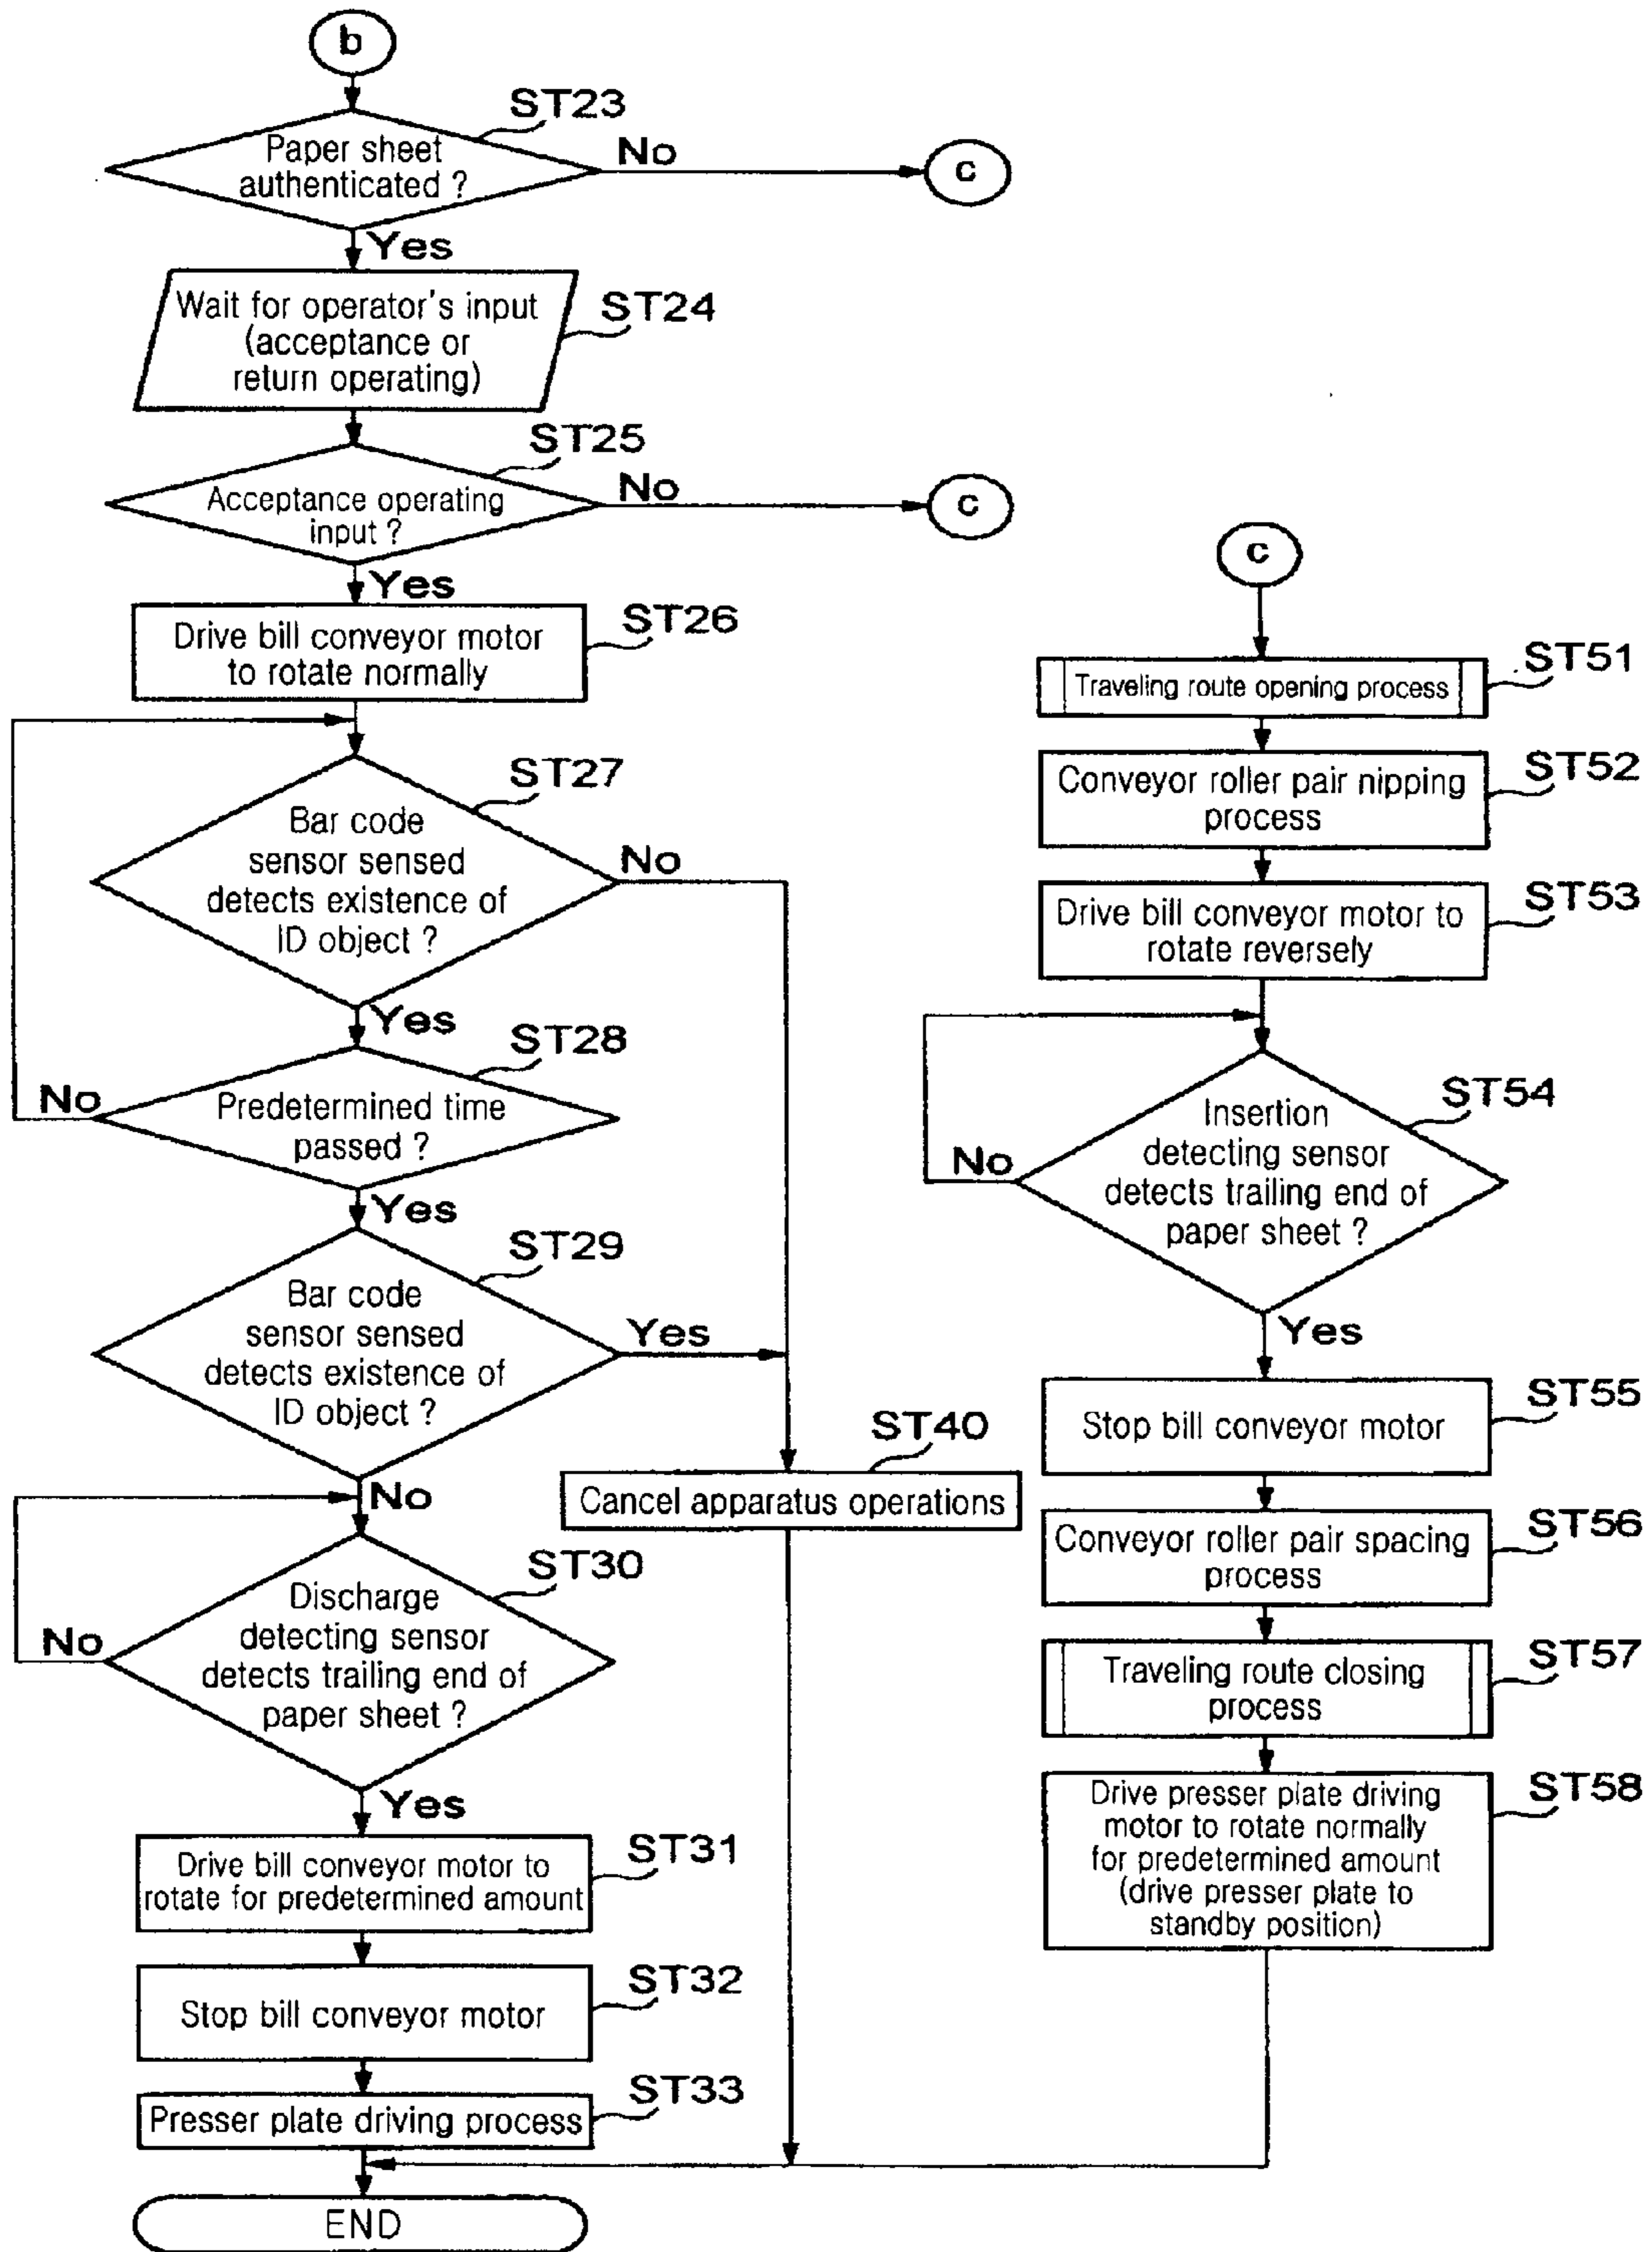 b
ST23
Paper sheet
authenticated ?
No
c
Yes
Wait for operator's input
(acceptance or
return operating)
ST24
ST25
Acceptance operating
input ?
No
c
Yes
Drive bill conveyor motor
to rotate normally
ST26
ST27
Bar code
sensor sensed
detects existence of
ID object ?
No
Yes
ST28
Predetermined time
passed ?
No
Yes
ST29
Bar code
sensor sensed
detects existence of
ID object ?
Yes
No
ST40
Cancel apparatus operations
ST30
Discharge
detecting sensor
detects trailing end of
paper sheet ?
No
Yes
Drive bill conveyor motor to
rotate for predetermined amount
ST31
Stop bill conveyor motor
ST32
Presser plate driving process
ST33
END
c
Traveling route opening process
ST51
Conveyor roller pair nipping
process
ST52
Drive bill conveyor motor to
rotate reversely
ST53
ST54
Insertion
detecting sensor
detects trailing end of
paper sheet ?
No
Yes
Stop bill conveyor motor
ST55
Conveyor roller pair spacing
process
ST56
Traveling route closing
process
ST57
Drive presser plate driving
motor to rotate normally
for predetermined amount
(drive presser plate to
standby position)
ST58